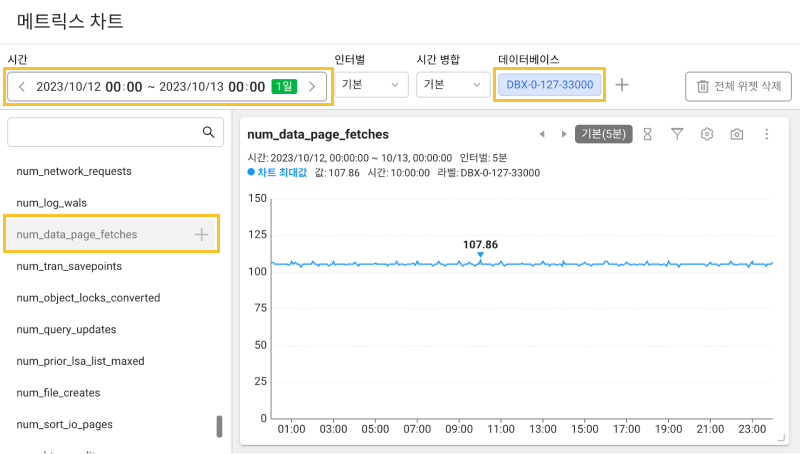 메트릭스 차트
시간
인터벌
시간 병합
데이터베이스
2023/10/12 00:00 ~ 2023/10/13 00:00 1일
기본
기본
DBX-0-127-33000
전체 위젯 삭제
num_network_requests
num_log_wals
num_data_page_fetches
num_tran_savepoints
num_object_locks_converted
num_query_updates
num_prior_lsa_list_maxed
num_file_creates
num_sort_io_pages
num_data_page_fetches
기본(5분)
시간: 2023/10/12, 00:00:00 ~ 10/13, 00:00:00 인터벌: 5분
차트 최대값 값: 107.86 시간: 10:00:00 라벨: DBX-0-127-33000
150
125
100
75
50
25
0
107.86
01:00 03:00 05:00 07:00 09:00 11:00 13:00 15:00 17:00 19:00 21:00 23:00